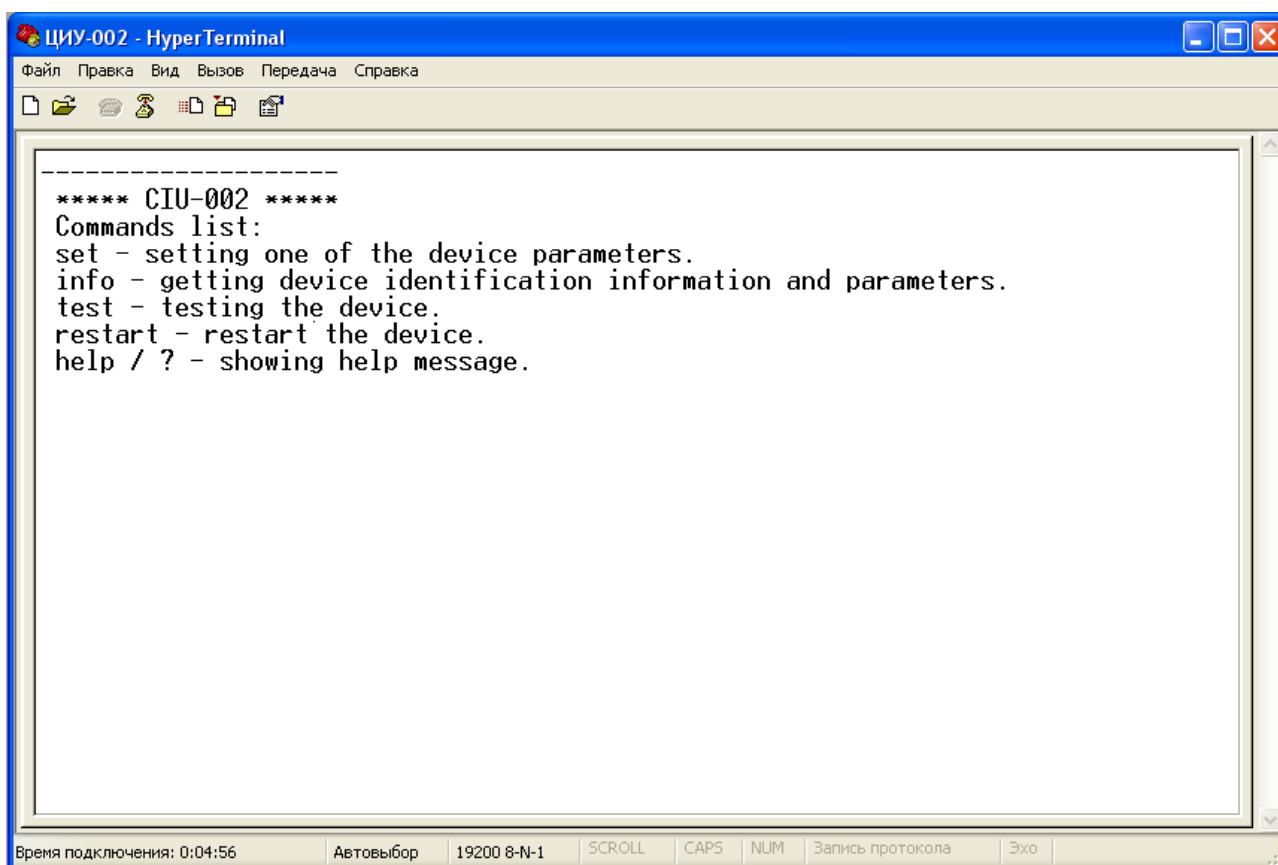 ЦИУ-002 - HyperTerminal
Файл Правка Вид Вызов Передача Справка
---------------------
***** CIU-002 *****
Commands list:
set - setting one of the device parameters.
info - getting device identification information and parameters.
test - testing the device.
restart - restart the device.
help / ? - showing help message.
Время подключения: 0:04:56 Автовыбор 19200 8-N-1 SCROLL CAPS NUM Запись протокола Эхо